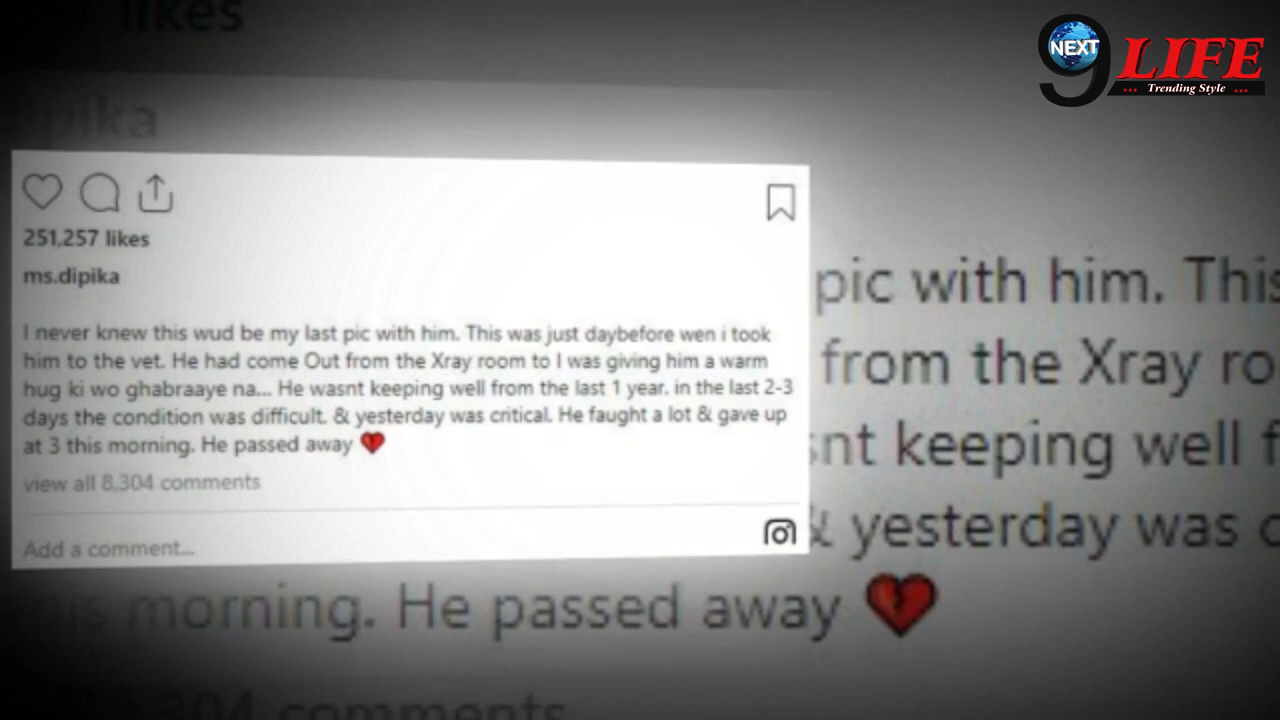 likes
pika
9 NEXT LIFE
... Trending Style ...
251,257 likes
ms.dipika
I never knew this wud be my last pic with him. This was just daybefore wen i took
him to the vet. He had come Out from the Xray room to I was giving him a warm
hug ki wo ghabraaye na... He wasnt keeping well from the last 1 year. in the last 2-3
days the condition was difficult. & yesterday was critical. He faught a lot & gave up
at 3 this morning. He passed away 💔
view all 8,304 comments
Add a comment...
pic with him. This
from the Xray ro
nt keeping well f
& yesterday was c
this morning. He passed away 💔
304 comments